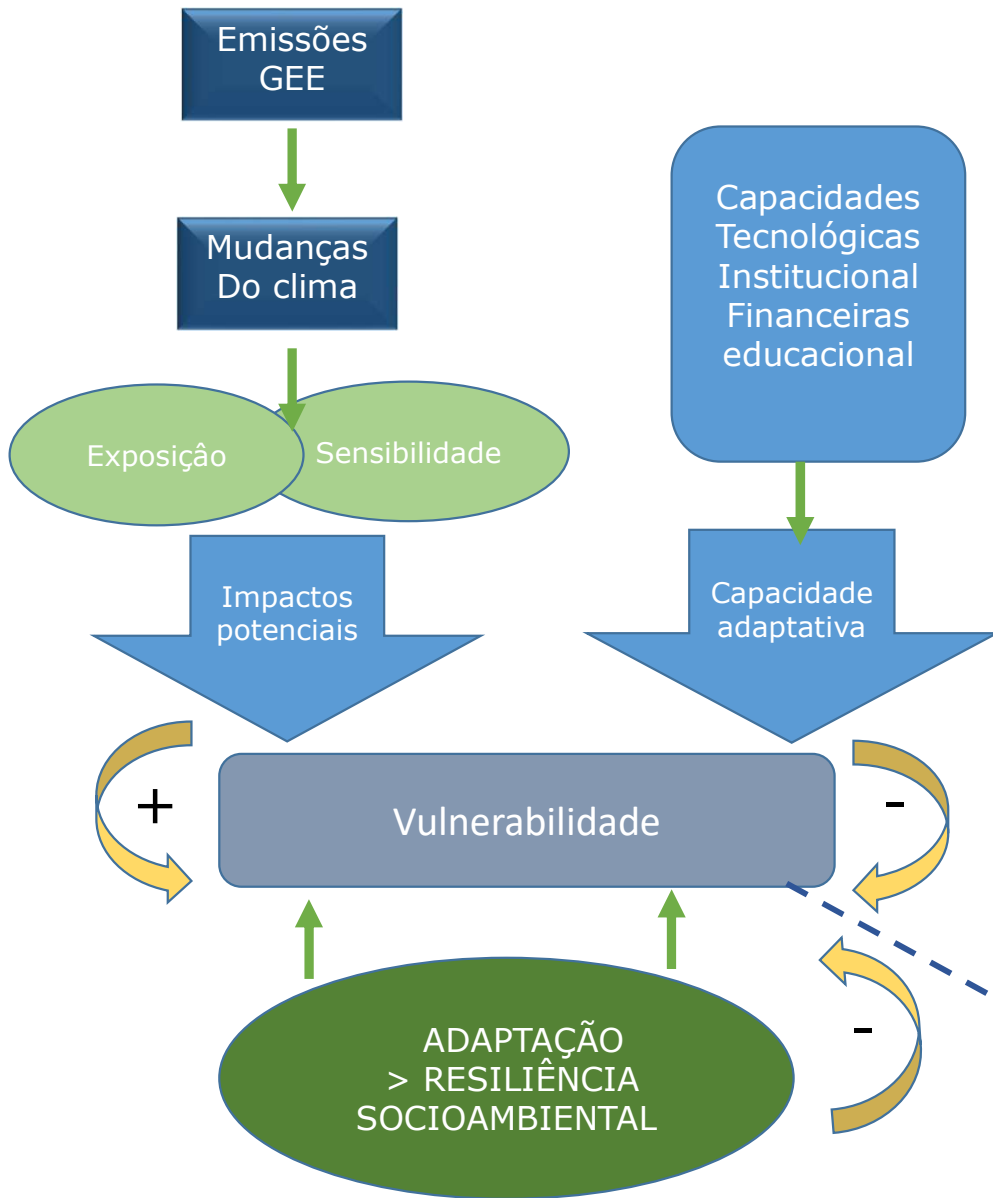 Emissões
GEE
Mudanças
Do clima
Exposiçâo
Sensibilidade
Impactos
potenciais
Capacidades
Tecnológicas
Institucional
Financeiras
educacional
Capacidade
adaptativa
+
-
Vulnerabilidade
-
ADAPTAÇÃO
> RESILIÊNCIA
SOCIOAMBIENTAL